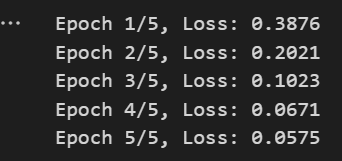 Epoch 1/5, Loss: 0.3876
Epoch 2/5, Loss: 0.2021
Epoch 3/5, Loss: 0.1023
Epoch 4/5, Loss: 0.0671
Epoch 5/5, Loss: 0.0575